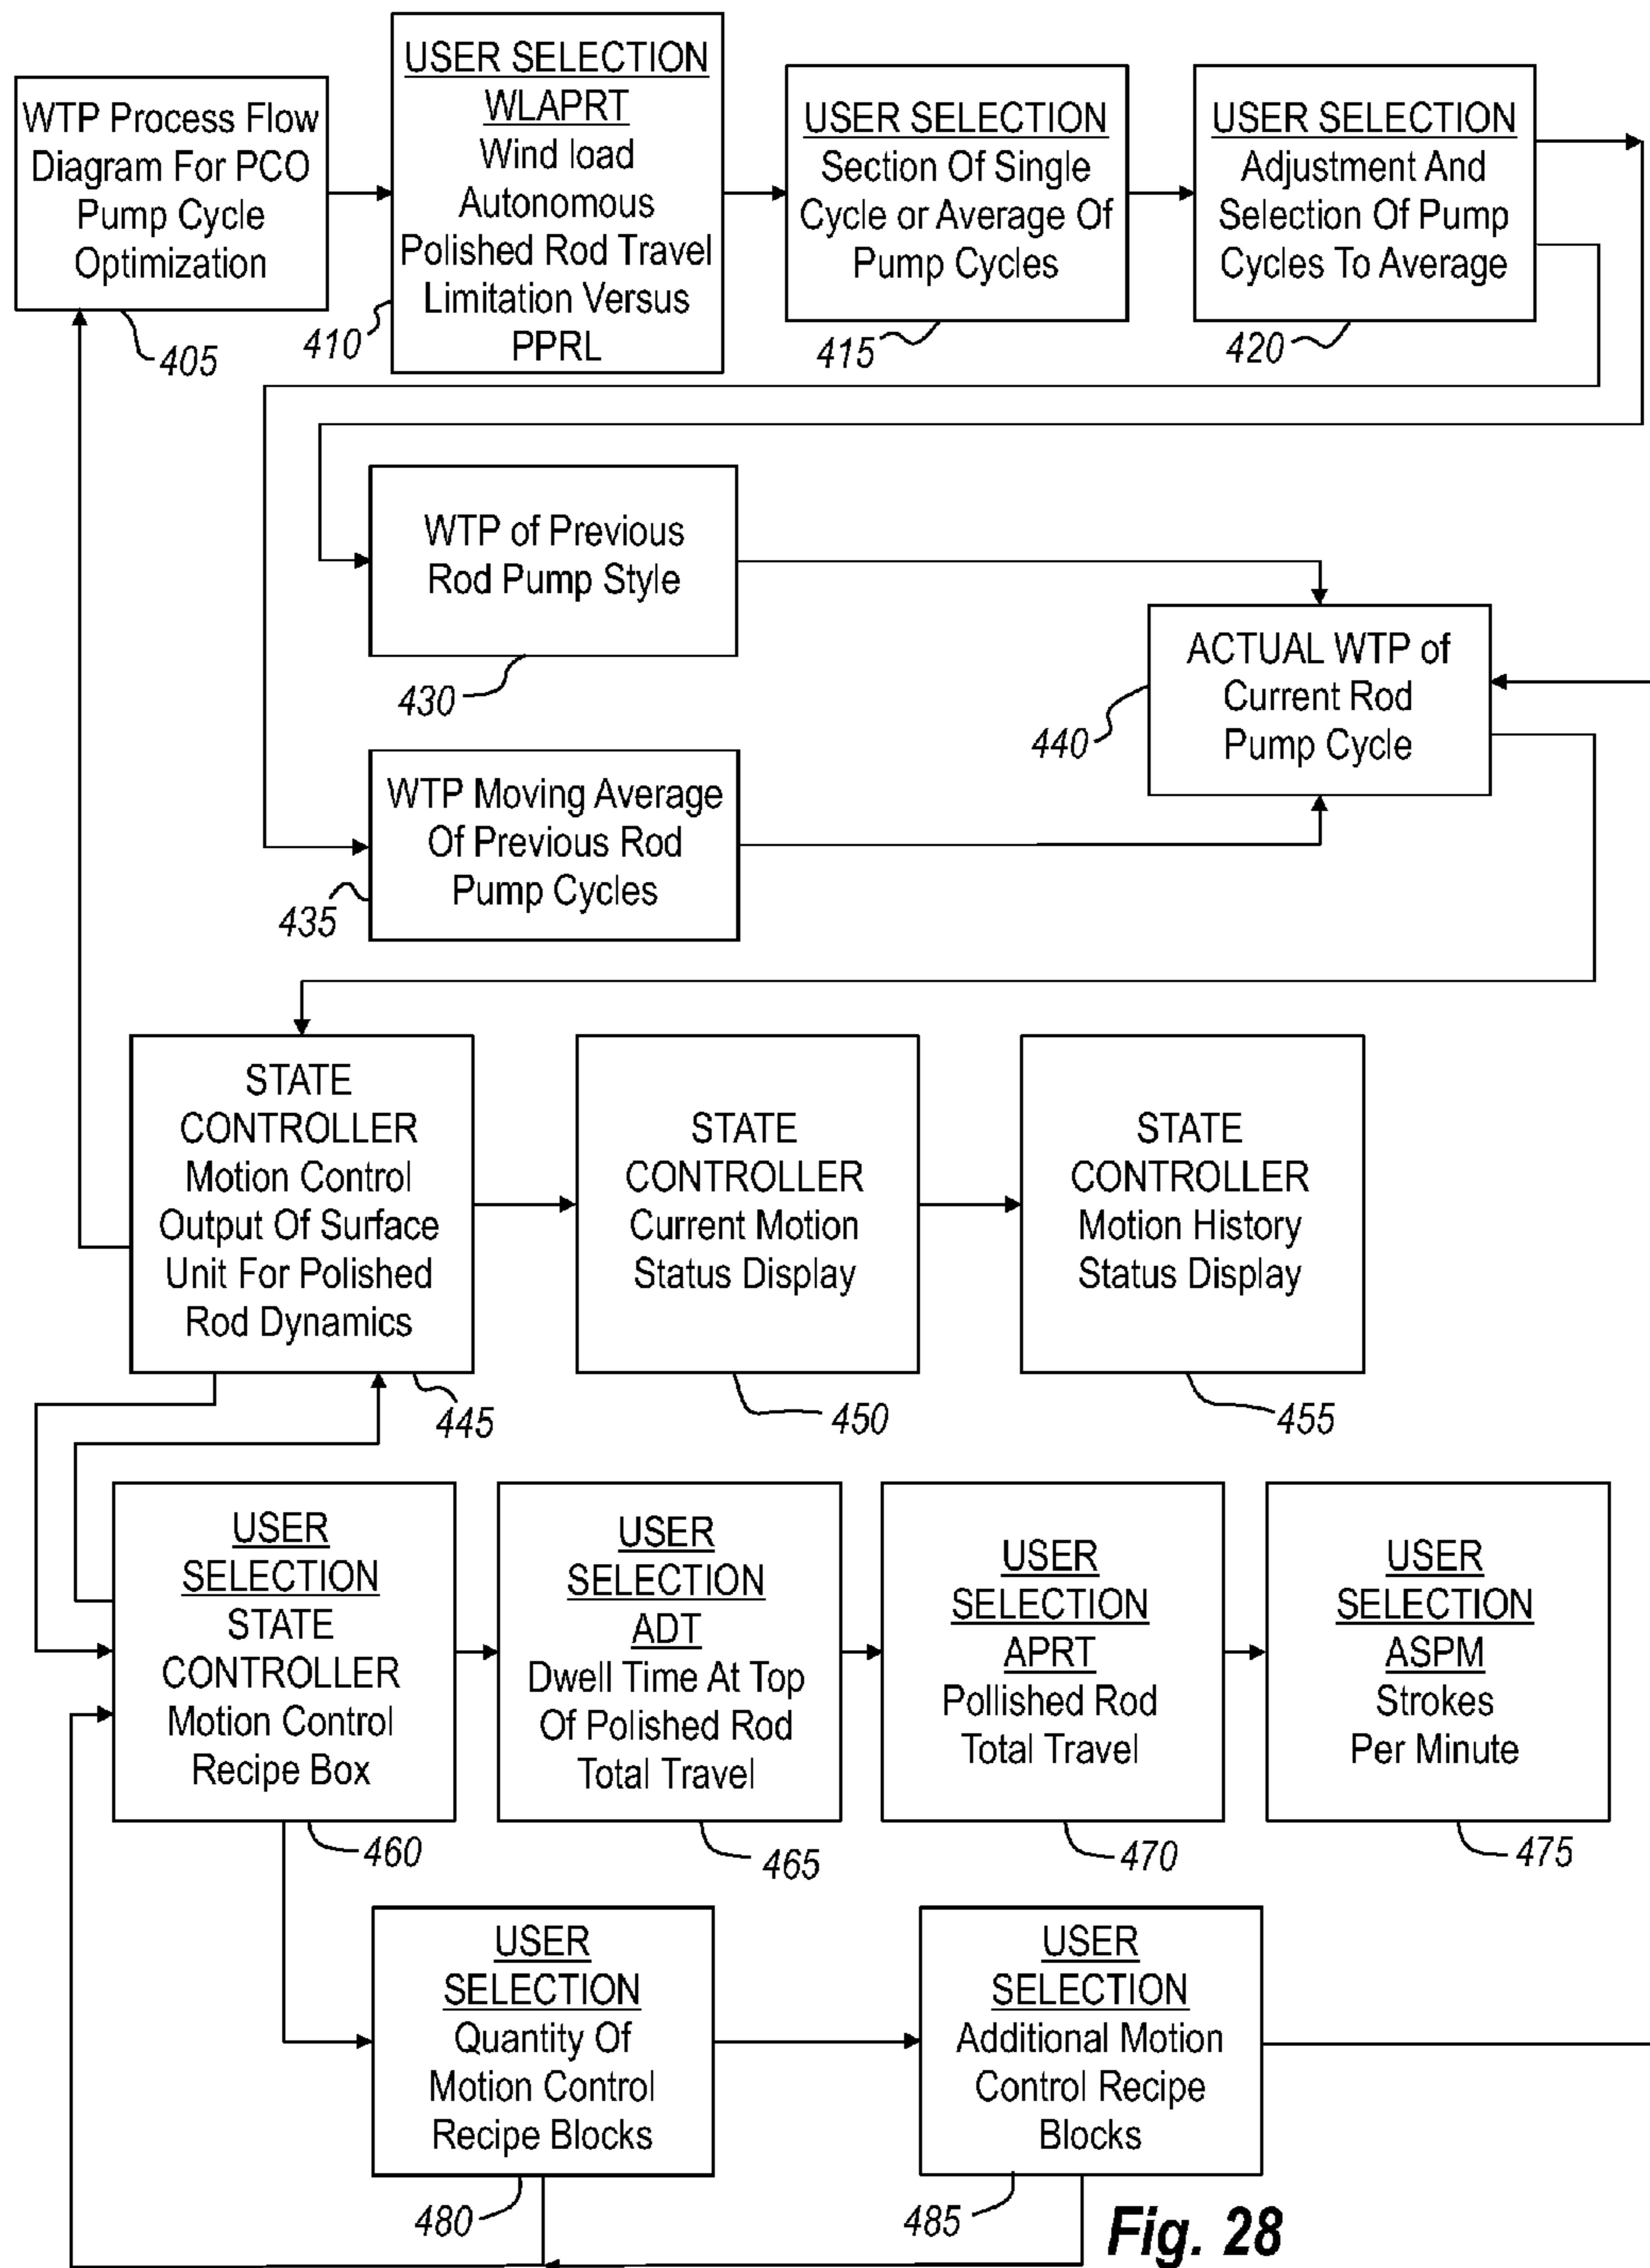 WTP Process Flow
Diagram For PCO
Pump Cycle
Optimization
405
USER SELECTION
WLAPRT
Wind load
Autonomous
Polished Rod Travel
Limitation Versus
PPRL
410
USER SELECTION
Section Of Single
Cycle or Average Of
Pump Cycles
415
USER SELECTION
Adjustment And
Selection Of Pump
Cycles To Average
420
WTP of Previous
Rod Pump Style
430
WTP Moving Average
Of Previous Rod
Pump Cycles
435
ACTUAL WTP of
Current Rod
Pump Cycle
440
STATE
CONTROLLER
Motion Control
Output Of Surface
Unit For Polished
Rod Dynamics
445
STATE
CONTROLLER
Current Motion
Status Display
450
STATE
CONTROLLER
Motion History
Status Display
455
USER
SELECTION
STATE
CONTROLLER
Motion Control
Recipe Box
460
USER
SELECTION
ADT
Dwell Time At Top
Of Polished Rod
Total Travel
465
USER
SELECTION
APRT
Pollished Rod
Total Travel
470
USER
SELECTION
ASPM
Strokes
Per Minute
475
USER
SELECTION
Quantity Of
Motion Control
Recipe Blocks
480
USER
SELECTION
Additional Motion
Control Recipe
Blocks
485
Fig. 28